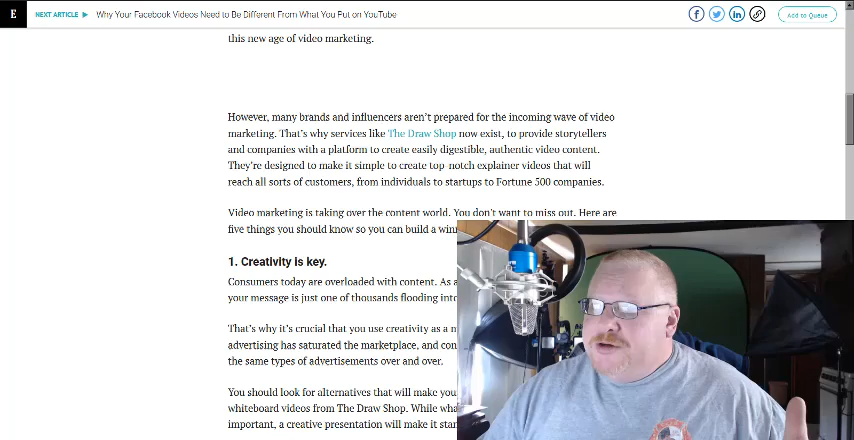 E NEXT ARTICLE Why Your Facebook Videos Need to Be Different From What You Put on YouTube Add to Queue
this new age of video marketing.
However, many brands and influencers aren't prepared for the incoming wave of video
marketing. That's why services like The Draw Shop now exist, to provide storytellers
and companies with a platform to create easily digestible, authentic video content.
They're designed to make it simple to create top-notch explainer videos that will
reach all sorts of customers, from individuals to startups to Fortune 500 companies.
Video marketing is taking over the content world. You don't want to miss out. Here are
five things you should know so you can build a
1. Creativity is key.
Consumers today are overloaded with content. As
your message is just one of thousands flooding
That's why it's crucial that you use creativity as a
advertising has saturated the marketplace, and
the same types of advertisements over and over.
You should look for alternatives that will make
whiteboard videos from The Draw Shop. While
important, a creative presentation will make it